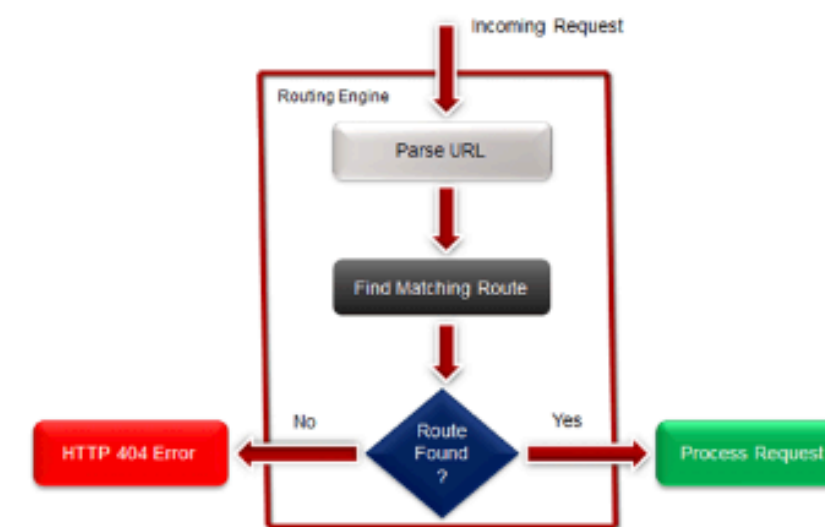 Incoming Request
Routing Engine
Parse URL
Find Matching Route
No
Route
Found
?
Yes
HTTP 404 Error
Process Request